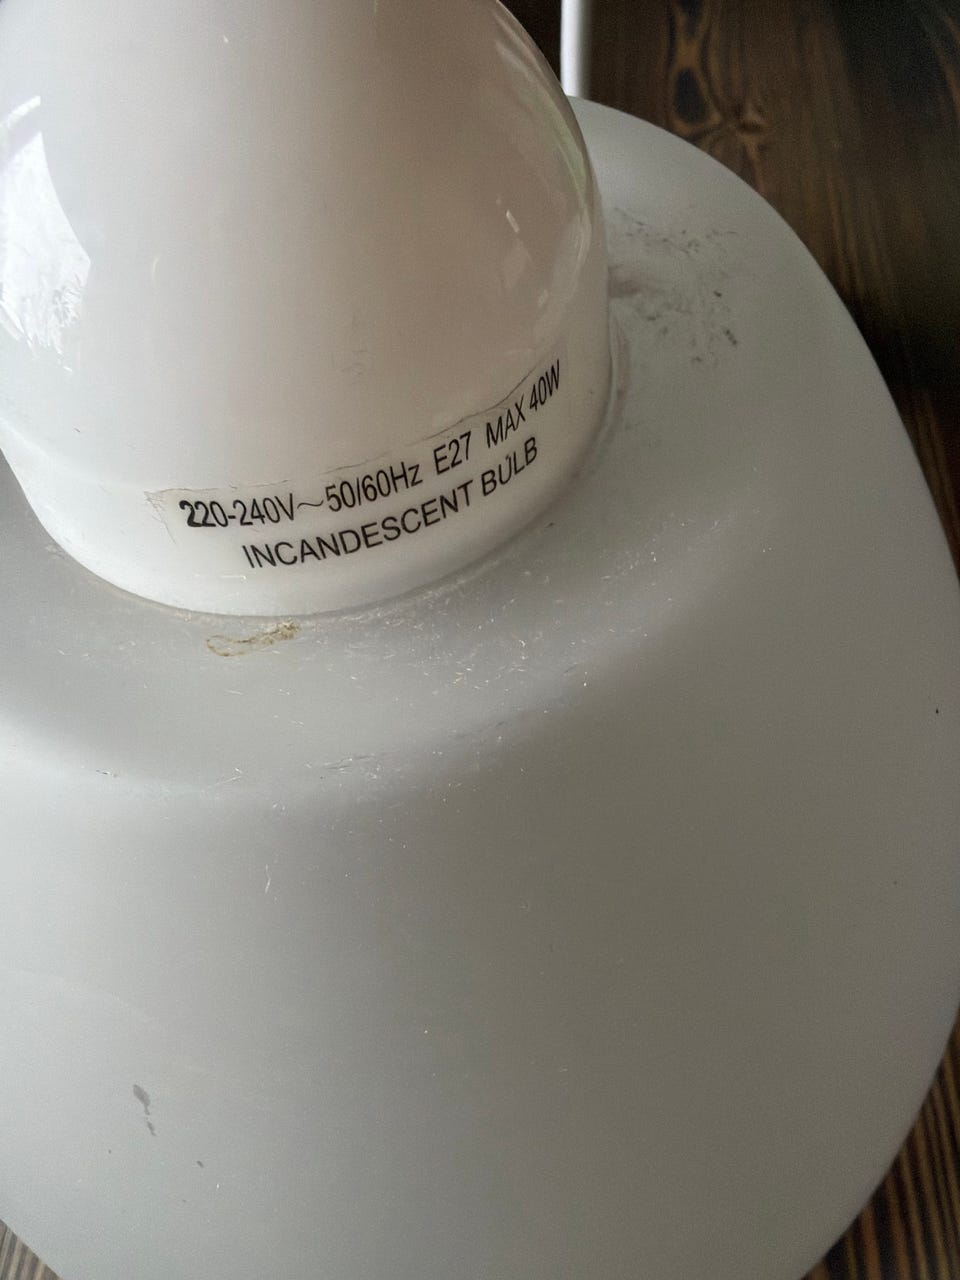 220-240V~50/60Hz E27 MAX 40W
INCANDESCENT BULB